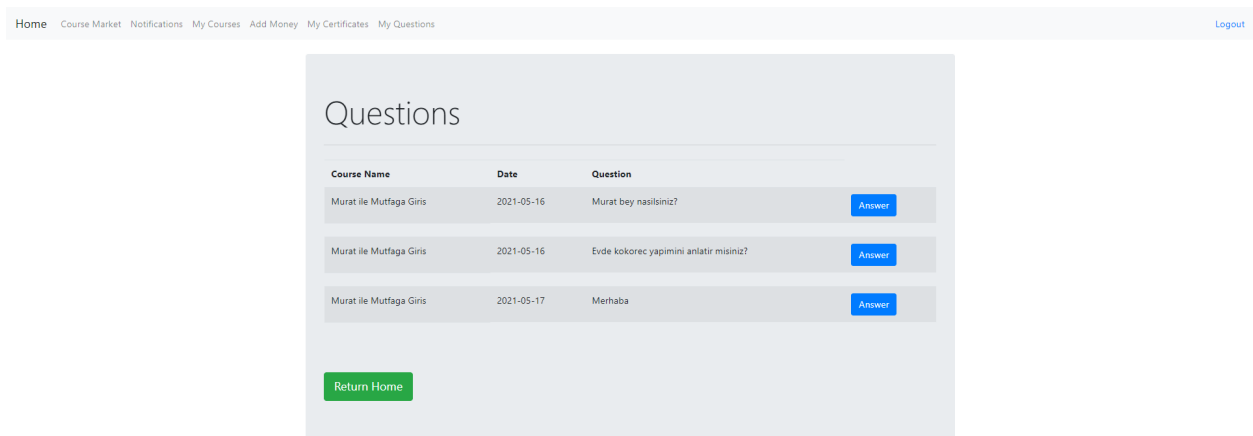 Home Course Market Notifications My Courses Add Money My Certificates My Questions Logout
Questions
Course Name Date Question
Murat ile Mutfaga Giris 2021-05-16 Murat bey nasilsiniz? Answer
Murat ile Mutfaga Giris 2021-05-16 Evde kokorec yapimini anlatir misiniz? Answer
Murat ile Mutfaga Giris 2021-05-17 Merhaba Answer
Return Home